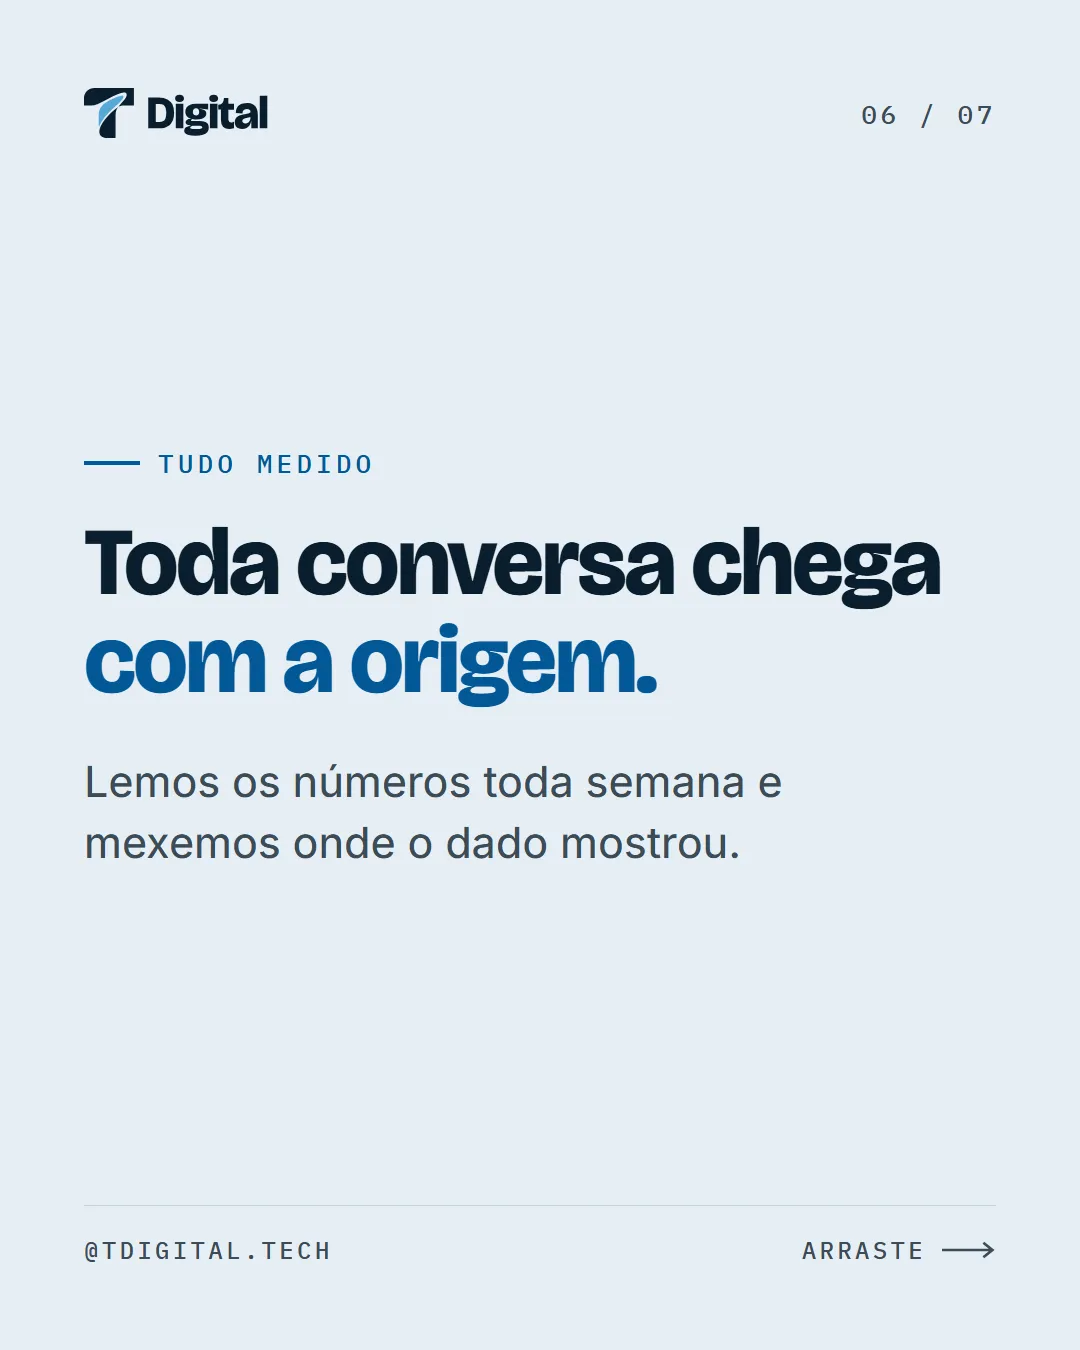 Digital
06 / 07
TUDO MEDIDO
Toda conversa chega
com a origem.
Lemos os números toda semana e
mexemos onde o dado mostrou.
@TDIGITAL.TECH
ARRASTE